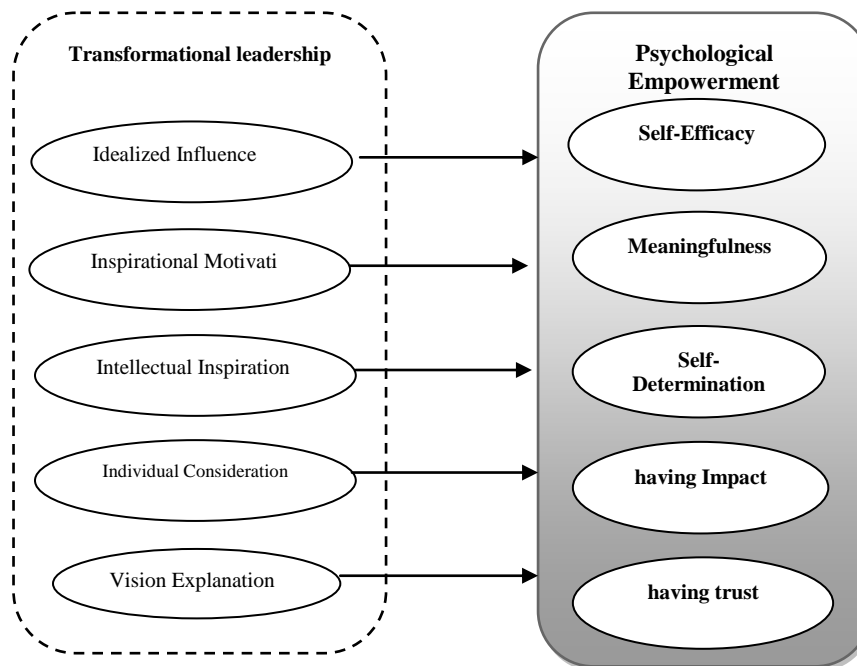 Transformational leadership
Idealized Influence
Inspirational Motivati
Intellectual Inspiration
Individual Consideration
Vision Explanation
Psychological
Empowerment
Self-Efficacy
Meaningfulness
Self-
Determination
having Impact
having trust